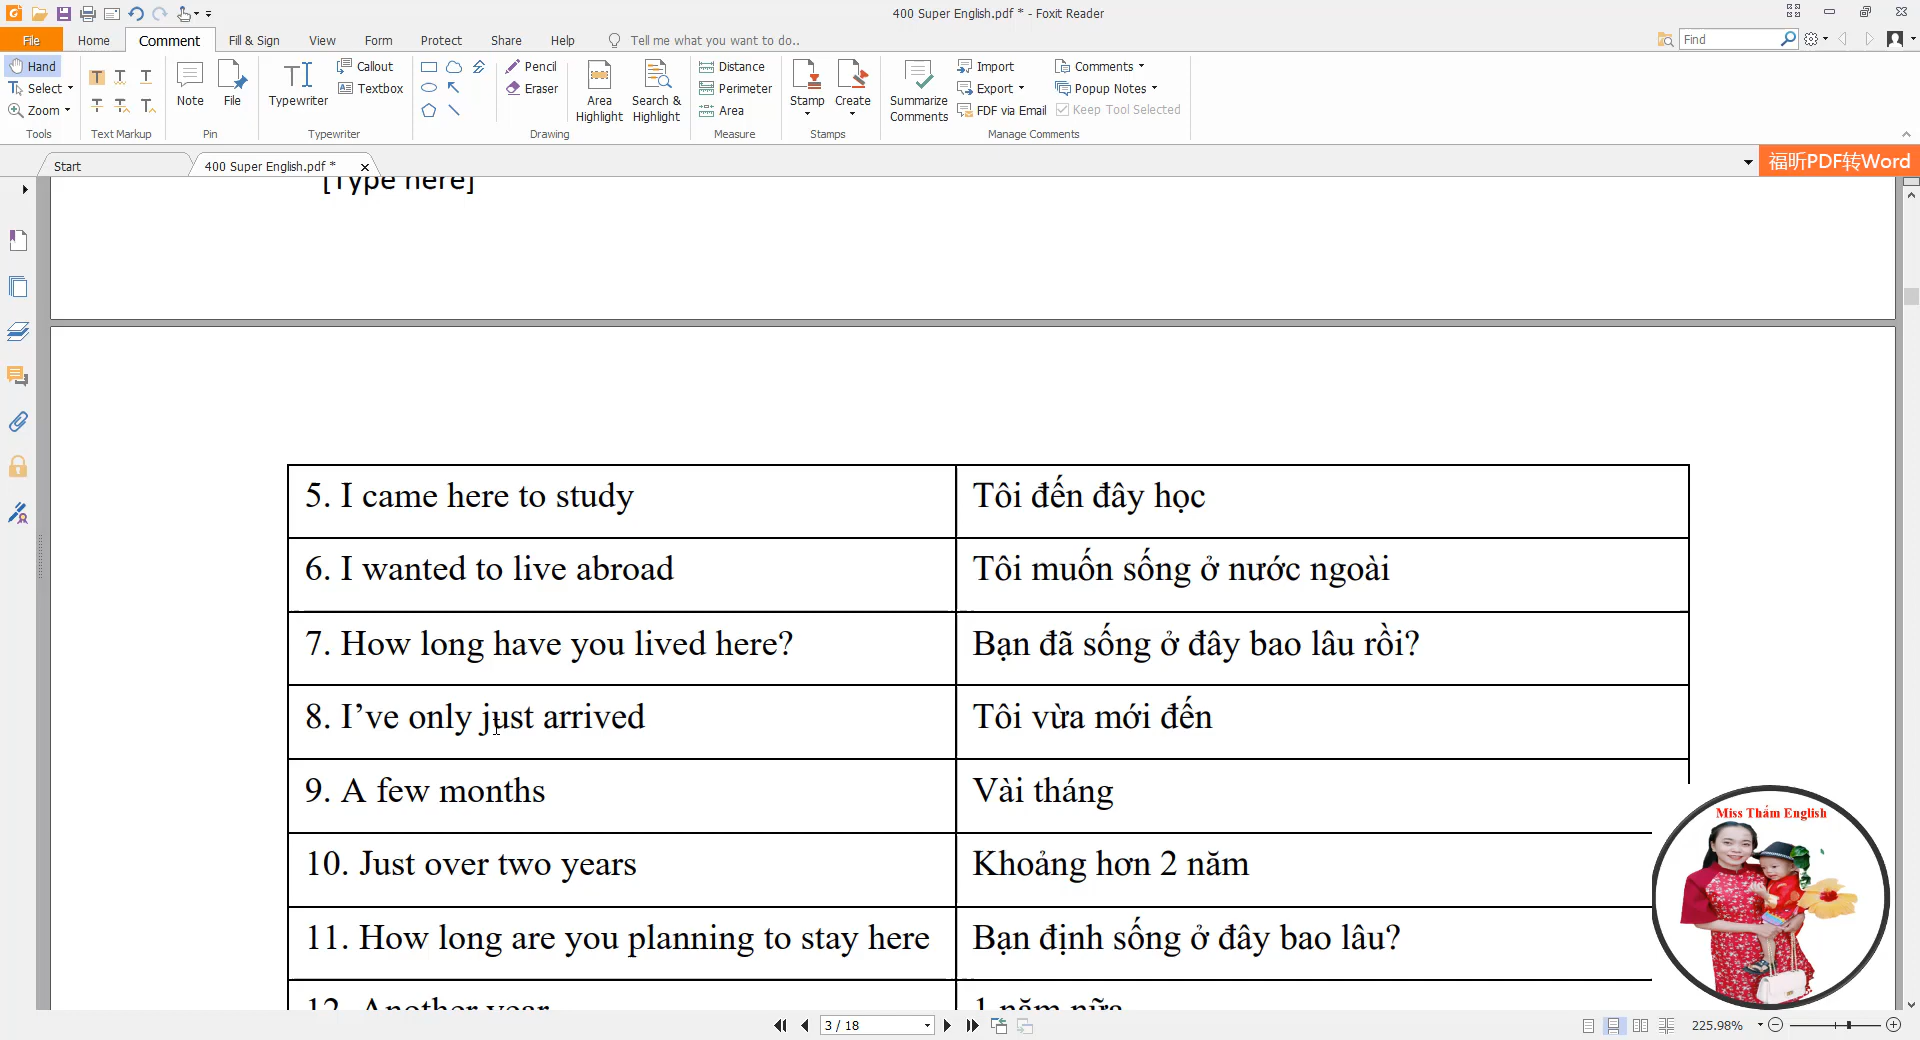 400 Super English.pdf * - Foxit Reader
File Home Comment Fill & Sign View Form Protect Share Help Tell me what you want to do.. Find
Hand
Select
Zoom
Tools
Text Markup
Note
File
Pin
Typewriter
Callout
Textbox
Typewriter
Pencil
Eraser
Area Highlight
Search & Highlight
Drawing
Distance
Perimeter
Area
Measure
Stamp
Create
Stamps
Summarize Comments
Import
Export
FDF via Email
Comments
Popup Notes
Keep Tool Selected
Manage Comments
Start
400 Super English.pdf *
福昕PDF转Word
[Type here]
5. I came here to study Tôi đến đây học
6. I wanted to live abroad Tôi muốn sống ở nước ngoài
7. How long have you lived here? Bạn đã sống ở đây bao lâu rồi?
8. I’ve only just arrived Tôi vừa mới đến
9. A few months Vài tháng
10. Just over two years Khoảng hơn 2 năm
11. How long are you planning to stay here Bạn định sống ở đây bao lâu?
12. Another year 1 năm nữa
Miss Thắm English
3 / 18
225.98%